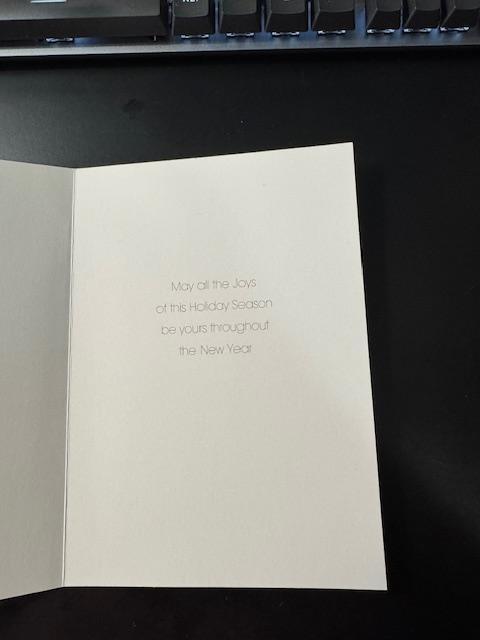 May all the Joys
of this Holiday Season
be yours throughout
the New Year